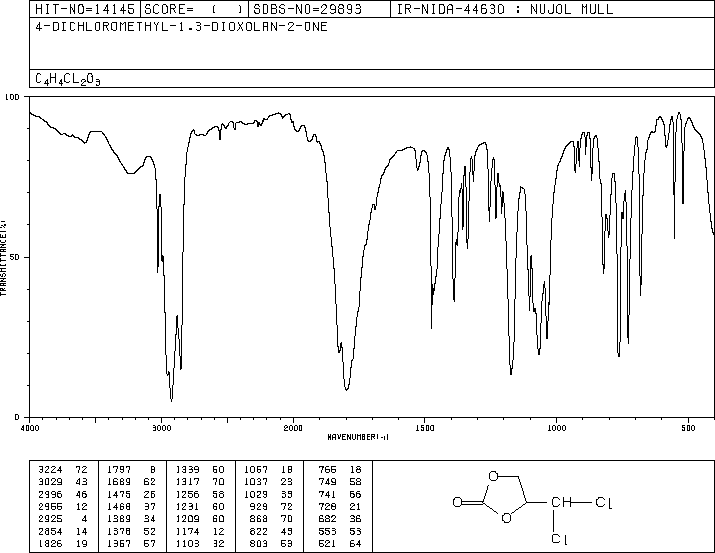 HIT-NO=14145 SCORE= ( ) SDBS-NO=29893 IR-NIDA-44630 : NUJOL MULL
4-DICHLOROMETHYL-1,3-DIOXOLAN-2-ONE
C4H4CL2O3
100
50
0
TRANSMITTANCE(%)
4000 3000 2000 1500 1000 500
WAVENUMBER(-1)
3224 72 1797 8 1339 50 1067 18 766 18
3029 43 1689 62 1317 70 1037 23 749 58
2996 46 1475 26 1256 58 1029 39 741 66
2955 12 1468 37 1231 60 929 72 728 21
2925 4 1389 34 1209 60 868 70 682 36
2854 14 1378 52 1174 12 822 43 553 53
1826 19 1367 57 1103 32 803 53 521 64
O
O
O
CH
Cl
Cl